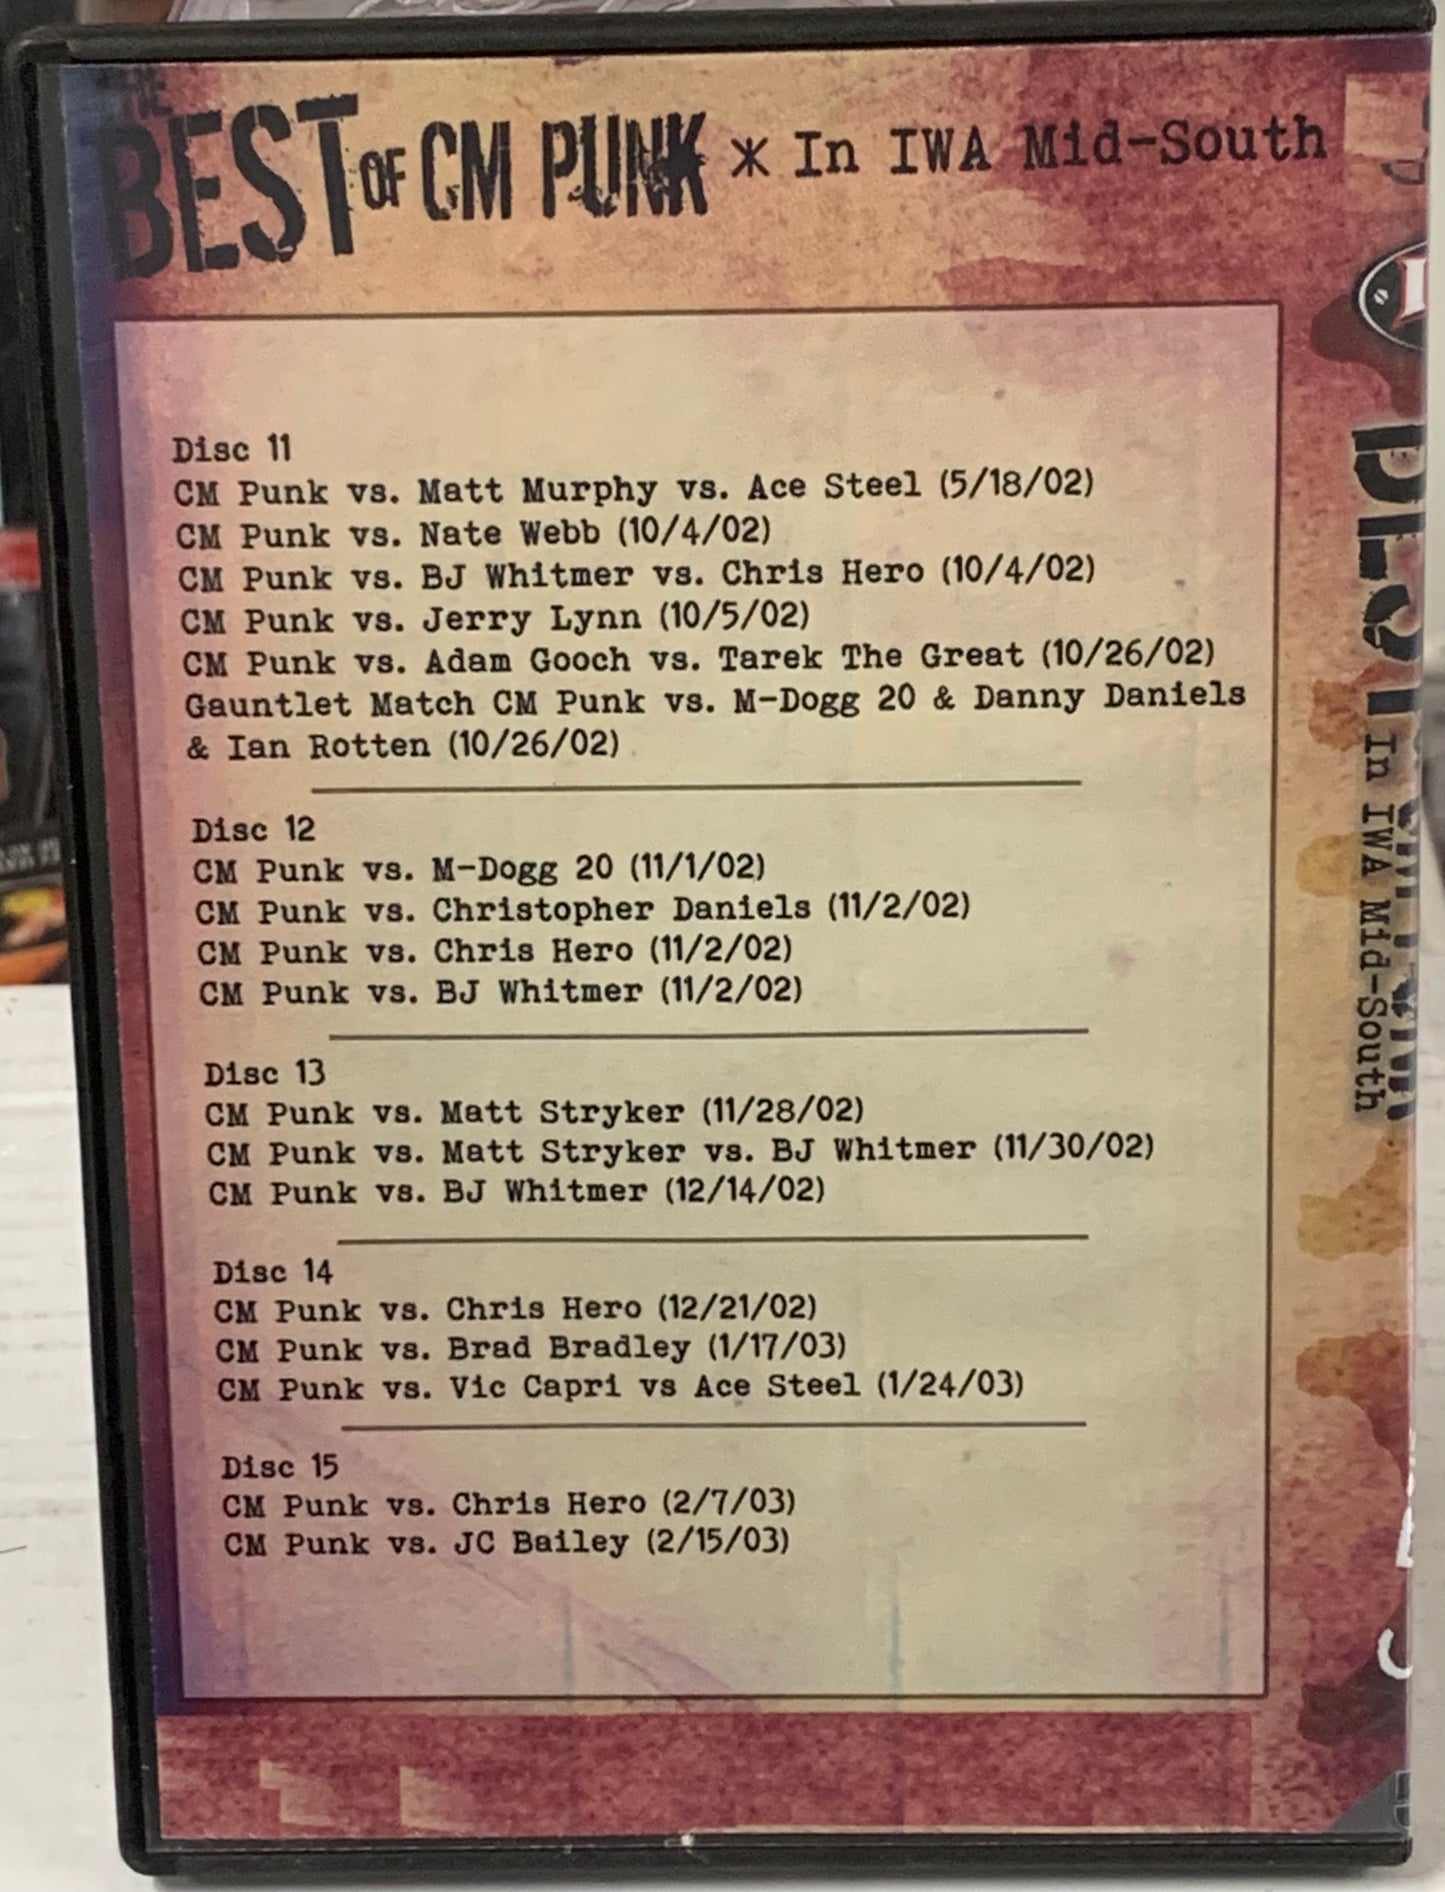 THE
BEST OF CM PUNK * In IWA Mid-South
Disc 11
CM Punk vs. Matt Murphy vs. Ace Steel (5/18/02)
CM Punk vs. Nate Webb (10/4/02)
CM Punk vs. BJ Whitmer vs. Chris Hero (10/4/02)
CM Punk vs. Jerry Lynn (10/5/02)
CM Punk vs. Adam Gooch vs. Tarek The Great (10/26/02)
Gauntlet Match CM Punk vs. M-Dogg 20 & Danny Daniels
& Ian Rotten (10/26/02)
Disc 12
CM Punk vs. M-Dogg 20 (11/1/02)
CM Punk vs. Christopher Daniels (11/2/02)
CM Punk vs. Chris Hero (11/2/02)
CM Punk vs. BJ Whitmer (11/2/02)
Disc 13
CM Punk vs. Matt Stryker (11/28/02)
CM Punk vs. Matt Stryker vs. BJ Whitmer (11/30/02)
CM Punk vs. BJ Whitmer (12/14/02)
Disc 14
CM Punk vs. Chris Hero (12/21/02)
CM Punk vs. Brad Bradley (1/17/03)
CM Punk vs. Vic Capri vs Ace Steel (1/24/03)
Disc 15
CM Punk vs. Chris Hero (2/7/03)
CM Punk vs. JC Bailey (2/15/03)
BEST
In IWA Mid-South